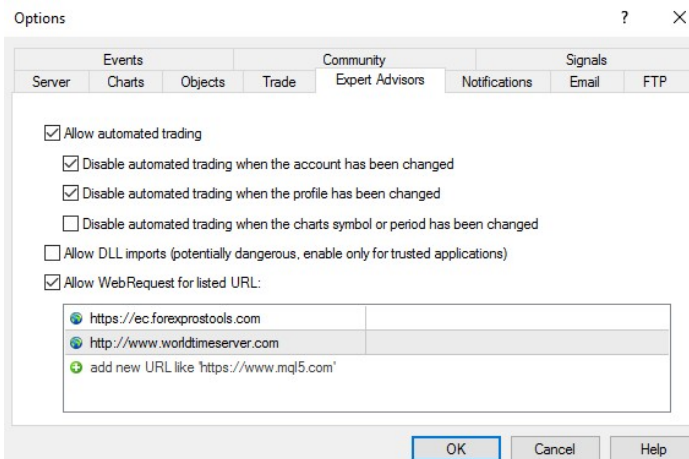 Options ? ×
Events Community Signals
Server Charts Objects Trade Expert Advisors Notifications Email FTP
Allow automated trading
Disable automated trading when the account has been changed
Disable automated trading when the profile has been changed
Disable automated trading when the charts symbol or period has been changed
Allow DLL imports (potentially dangerous, enable only for trusted applications)
Allow WebRequest for listed URL:
https://ec.forexprostools.com
http://www.worldtimeserver.com
add new URL like 'https://www.mql5.com'
OK Cancel Help